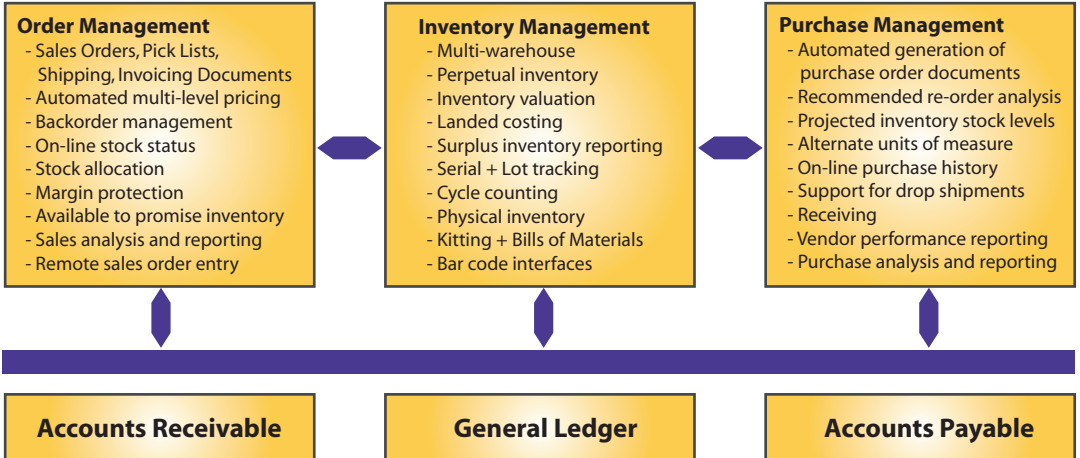 Order Management
- Sales Orders, Pick Lists,
Shipping, Invoicing Documents
- Automated multi-level pricing
- Backorder management
- On-line stock status
- Stock allocation
- Margin protection
- Available to promise inventory
- Sales analysis and reporting
- Remote sales order entry
Inventory Management
- Multi-warehouse
- Perpetual inventory
- Inventory valuation
- Landed costing
- Surplus inventory reporting
- Serial + Lot tracking
- Cycle counting
- Physical inventory
- Kitting + Bills of Materials
- Bar code interfaces
Purchase Management
- Automated generation of
purchase order documents
- Recommended re-order analysis
- Projected inventory stock levels
- Alternate units of measure
- On-line purchase history
- Support for drop shipments
- Receiving
- Vendor performance reporting
- Purchase analysis and reporting
Accounts Receivable
General Ledger
Accounts Payable